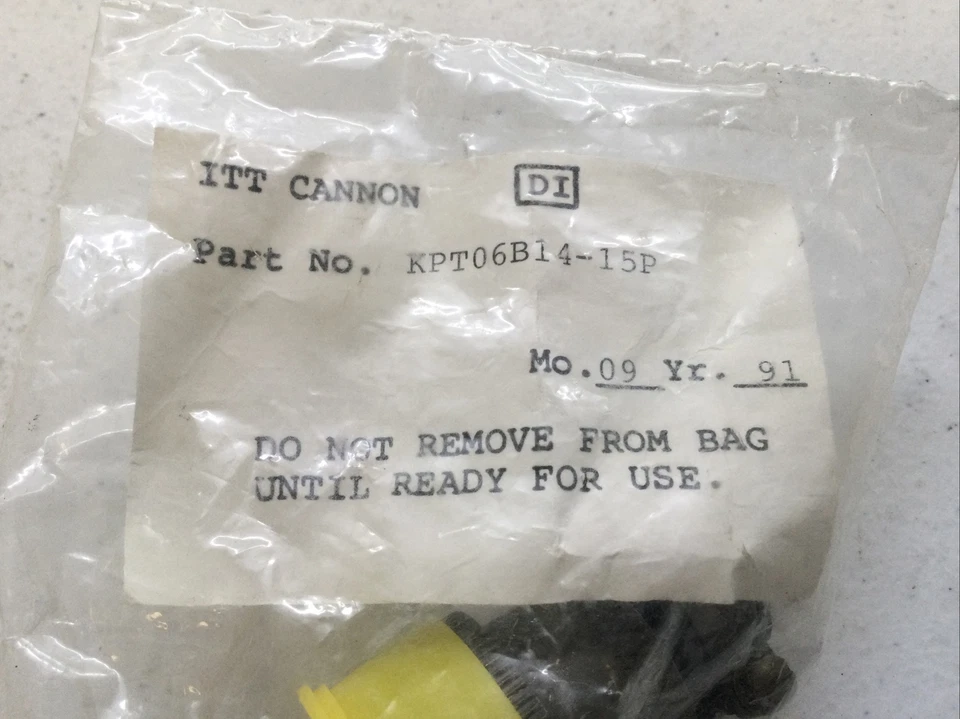 ITT CANNON DI
Part No. KPT06B14-15P
Mo. 09 Yr. 91
DO NOT REMOVE FROM BAG
UNTIL READY FOR USE.